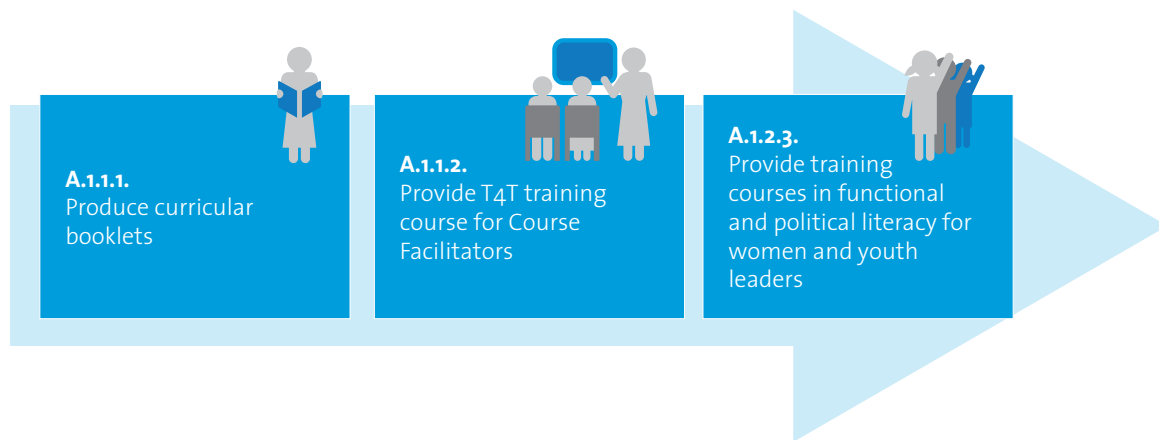 A.1.1.1.
Produce curricular
booklets
A.1.1.2.
Provide T4T training
course for Course
Facilitators
A.1.2.3.
Provide training
courses in functional
and political literacy for
women and youth
leaders